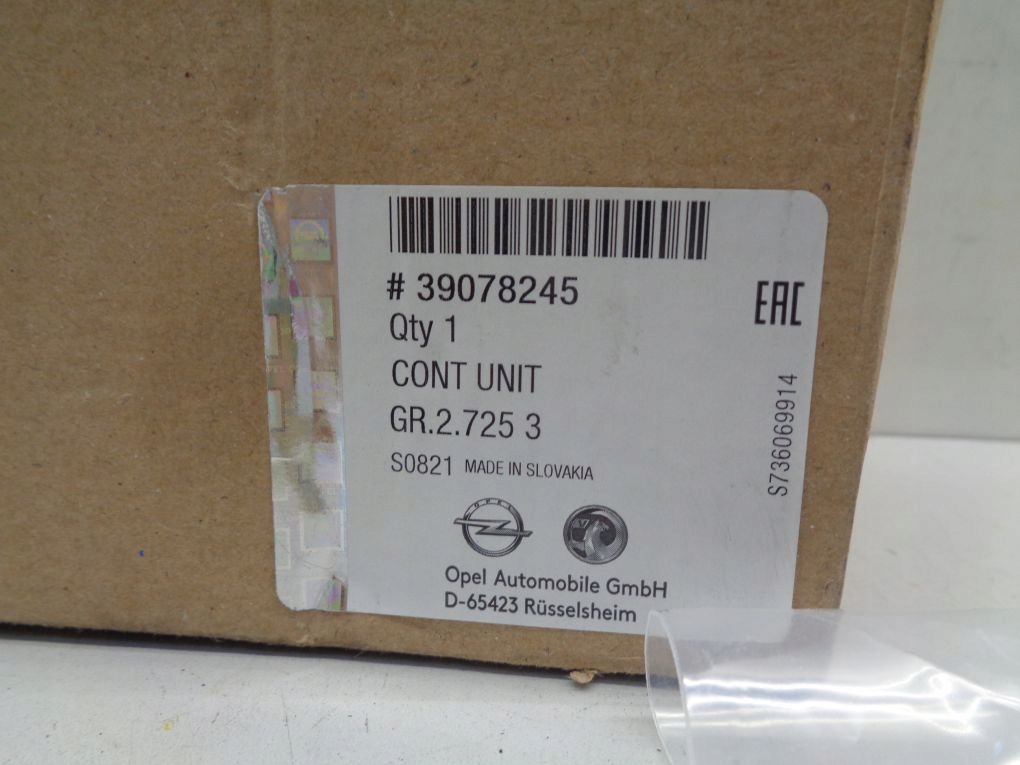 # 39078245
Qty 1
CONT UNIT
GR.2.725 3
S0821 MADE IN SLOVAKIA
OPEL
Opel Automobile GmbH
D-65423 Rüsselsheim
EAC
S736069914